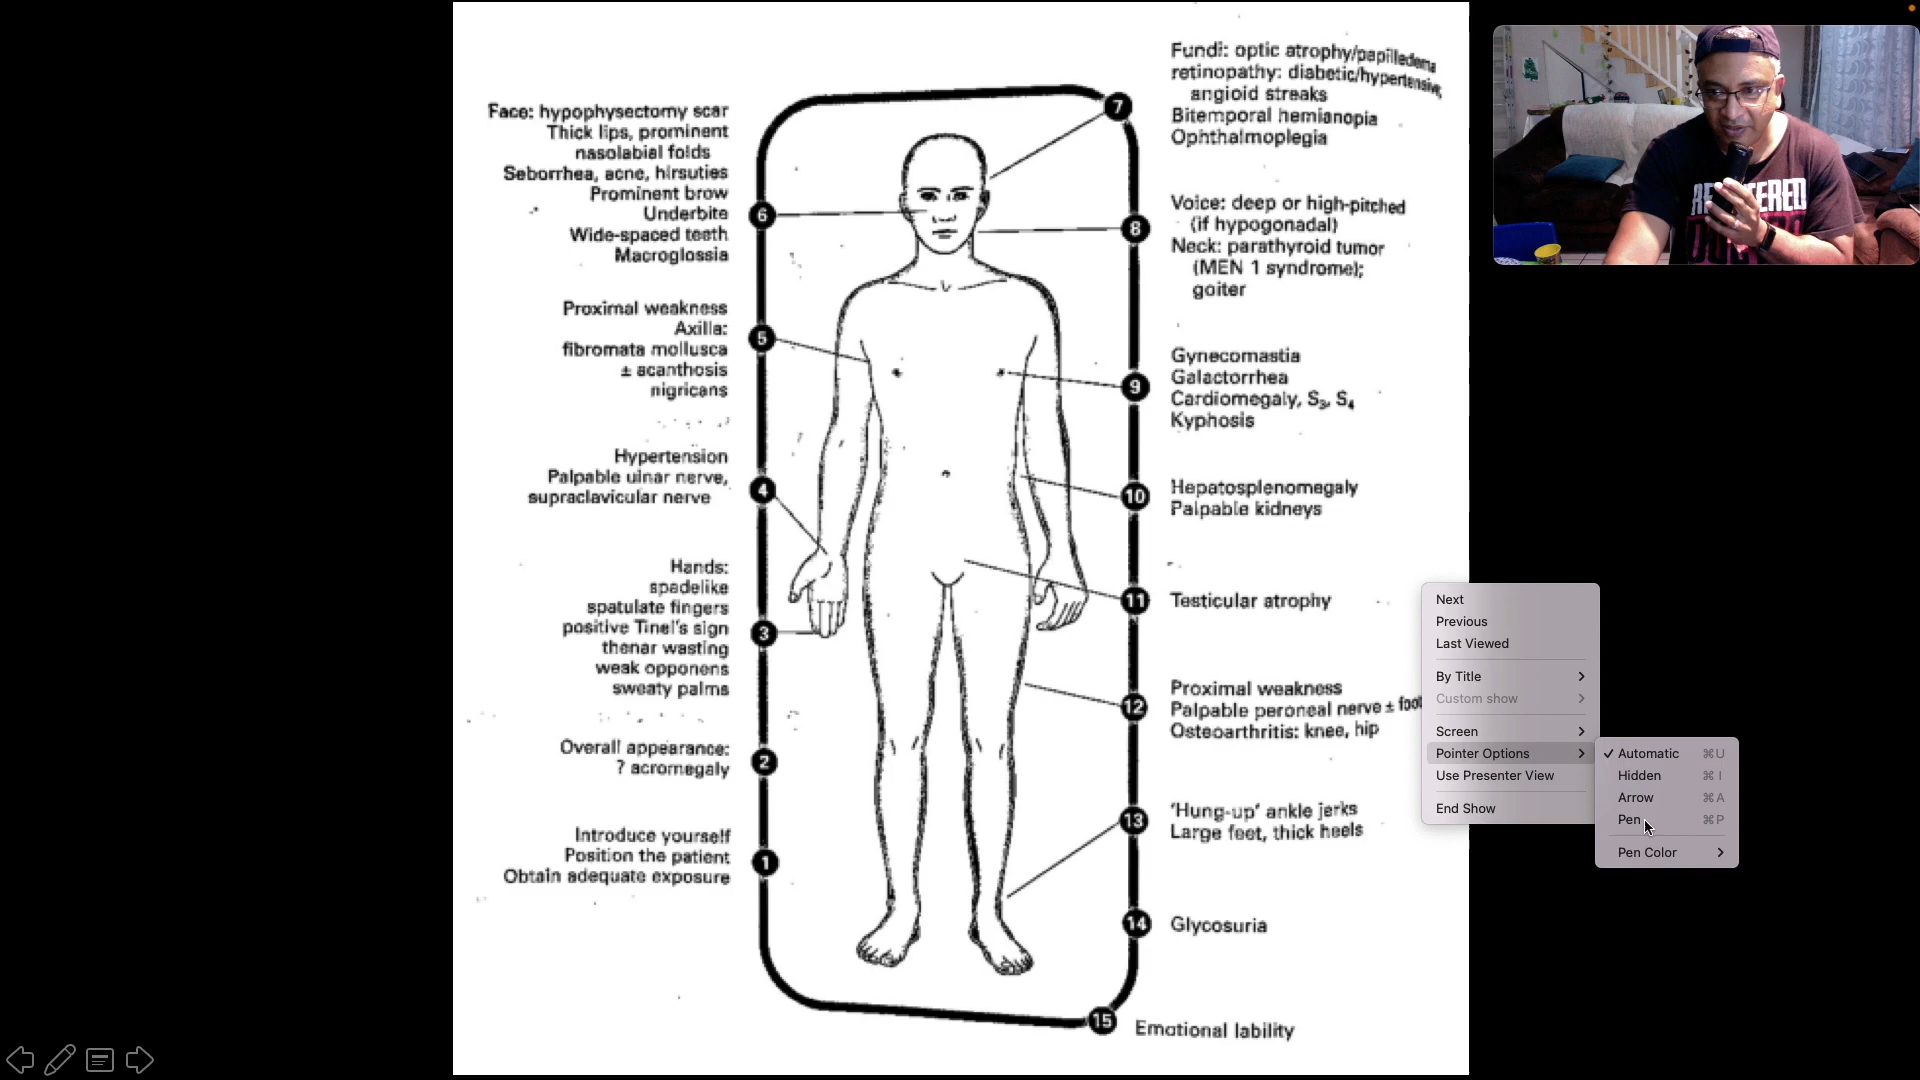 Face: hypophysectomy scar
Thick lips, prominent
nasolabial folds
Seborrhea, acne, hirsuties
Prominent brow
Underbite
Wide-spaced teeth
Macroglossia
6
Proximal weakness
Axilla:
fibromata mollusca
± acanthosis
nigricans
5
Hypertension
Palpable ulnar nerve,
supraclavicular nerve
4
Hands:
spadelike
spatulate fingers
positive Tinel's sign
thenar wasting
weak opponens
sweaty palms
3
Overall appearance:
? acromegaly
2
Introduce yourself
Position the patient
Obtain adequate exposure
1
Fundi: optic atrophy/papilledema
retinopathy: diabetic/hypertensive,
angioid streaks
Bitemporal hemianopia
Ophthalmoplegia
7
Voice: deep or high-pitched
(if hypogonadal)
Neck: parathyroid tumor
(MEN 1 syndrome);
goiter
8
Gynecomastia
Galactorrhea
Cardiomegaly, S3, S4
Kyphosis
9
Hepatosplenomegaly
Palpable kidneys
10
Testicular atrophy
11
Proximal weakness
Palpable peroneal nerve ± foot
Osteoarthritis: knee, hip
12
'Hung-up' ankle jerks
Large feet, thick heels
13
Glycosuria
14
Emotional lability
15
Next
Previous
Last Viewed
By Title
Custom show
Screen
Pointer Options
Use Presenter View
End Show
✓ Automatic ⌘U
Hidden ⌘I
Arrow ⌘A
Pen ⌘P
Pen Color